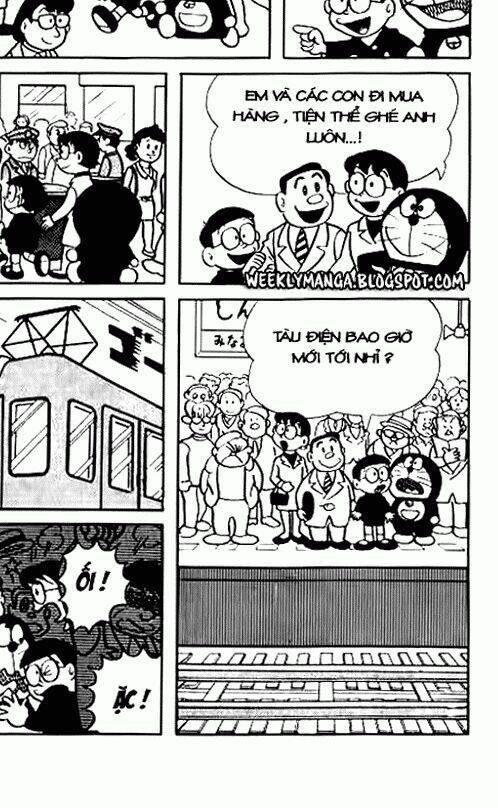 EM VÀ CÁC CON ĐI MUA
HÀNG , TIỆN THỂ GHÉ ANH
LUÔN...!
WEEKLYMANGA.BLOGSPOT.COM
TÀU ĐIỆN BAO GIỜ
MỚI TỚI NHỈ ?
ỐI !
ẶC !